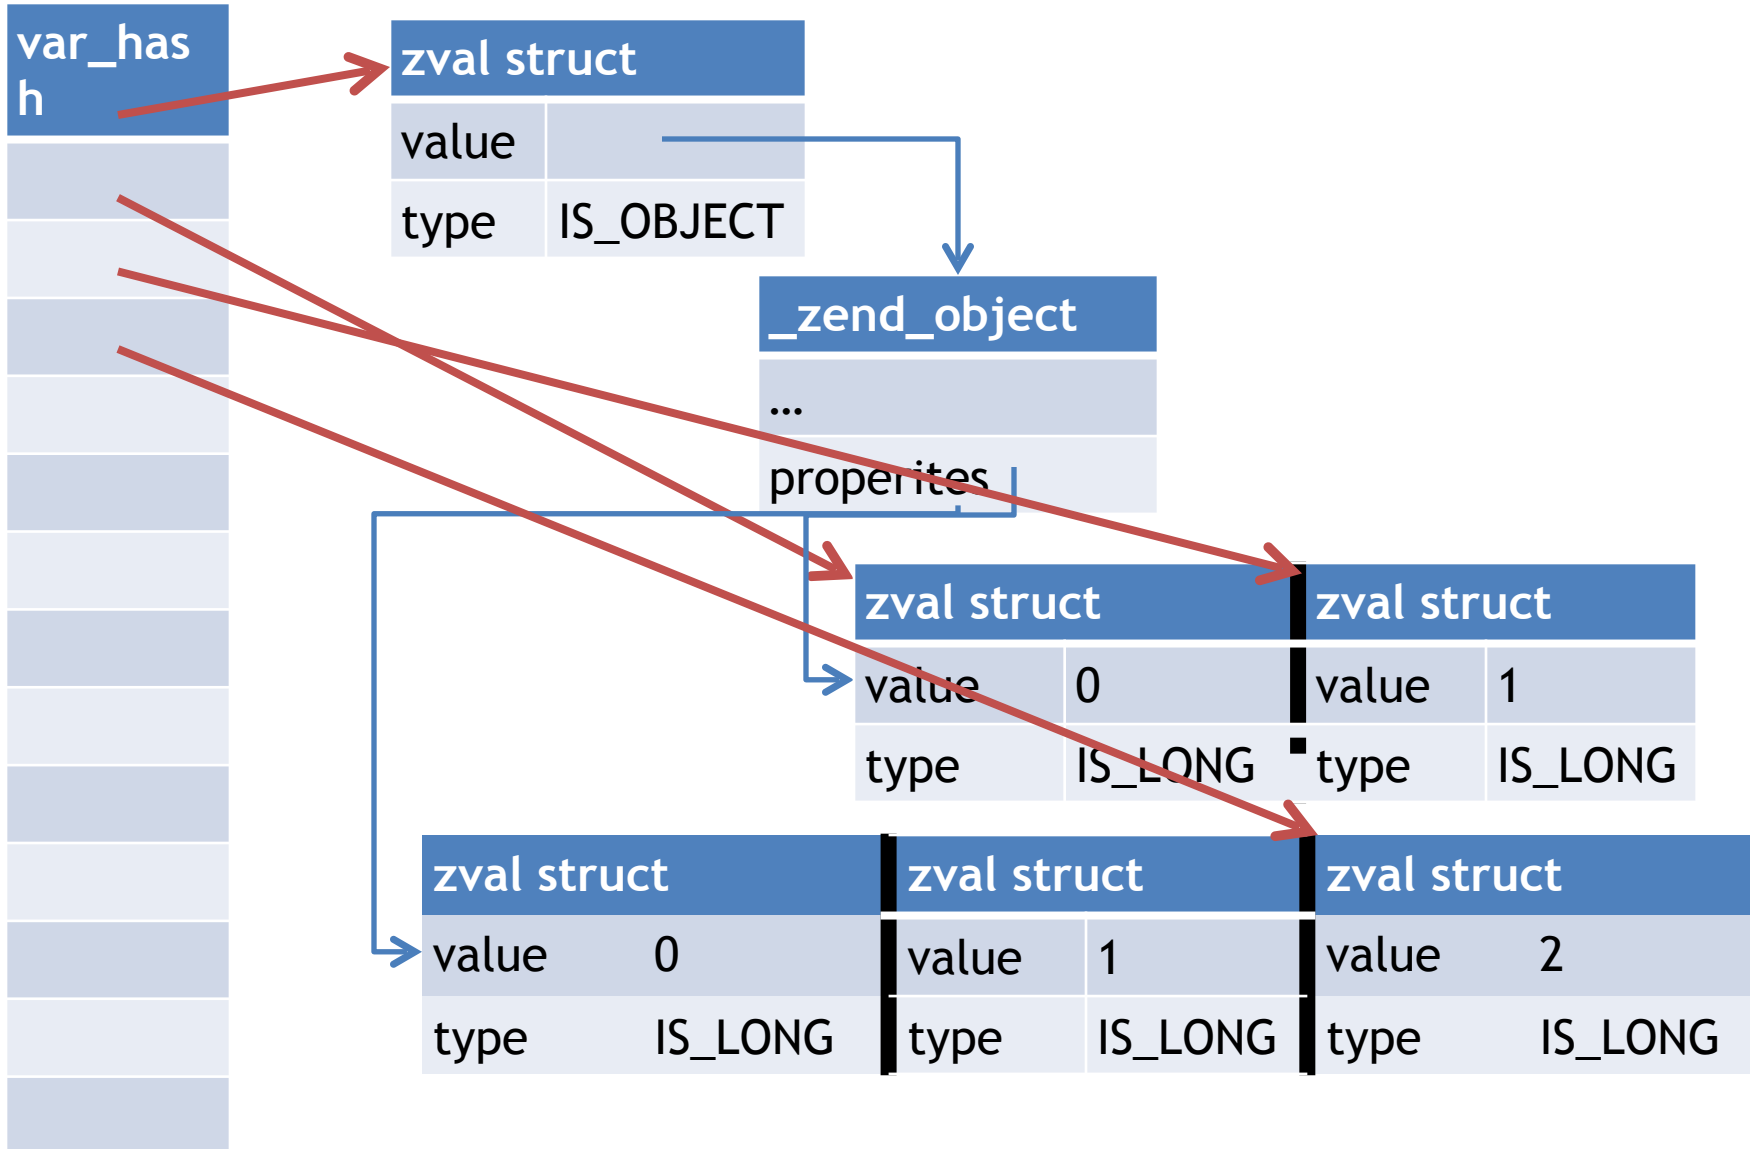 var_has
h
zval struct
value
type IS_OBJECT
_zend_object
…
properites
zval struct zval struct
value 0 value 1
type IS_LONG type IS_LONG
zval struct zval struct zval struct
value 0 value 1 value 2
type IS_LONG type IS_LONG type IS_LONG